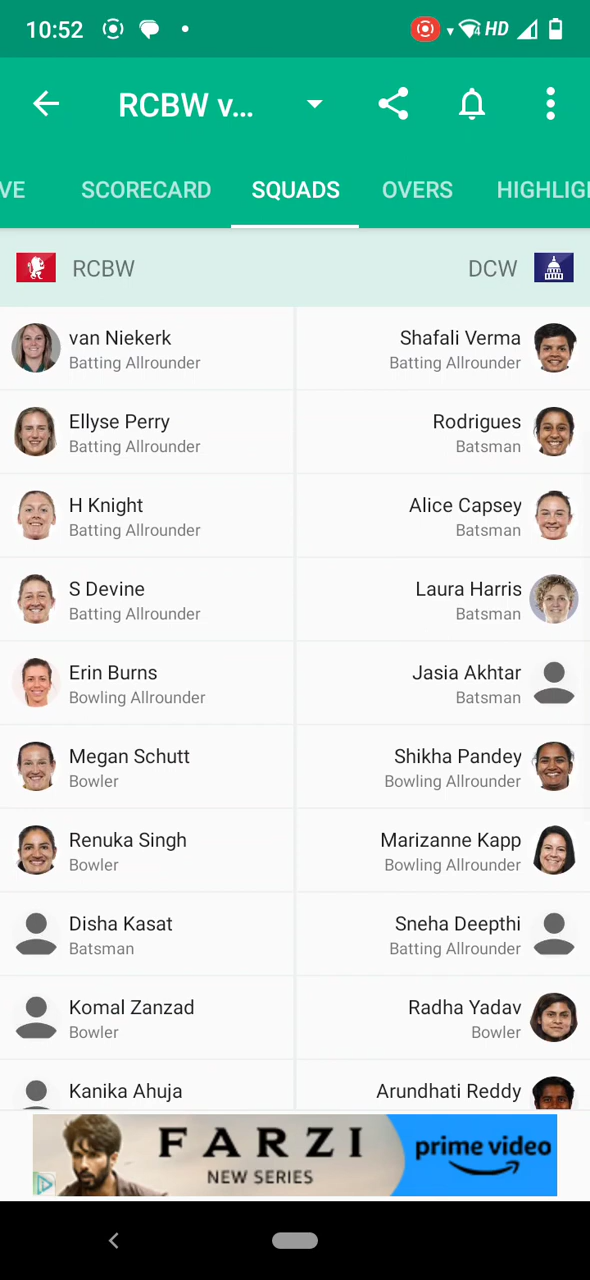 10:52
HD
RCBW v...
VE
SCORECARD
SQUADS
OVERS
HIGHLIG
RCBW
DCW
van Niekerk
Batting Allrounder
Shafali Verma
Batting Allrounder
Ellyse Perry
Batting Allrounder
Rodrigues
Batsman
H Knight
Batting Allrounder
Alice Capsey
Batsman
S Devine
Batting Allrounder
Laura Harris
Batsman
Erin Burns
Bowling Allrounder
Jasia Akhtar
Batsman
Megan Schutt
Bowler
Shikha Pandey
Bowling Allrounder
Renuka Singh
Bowler
Marizanne Kapp
Bowling Allrounder
Disha Kasat
Batsman
Sneha Deepthi
Batting Allrounder
Komal Zanzad
Bowler
Radha Yadav
Bowler
Kanika Ahuja
Arundhati Reddy
FARZI
NEW SERIES
prime video